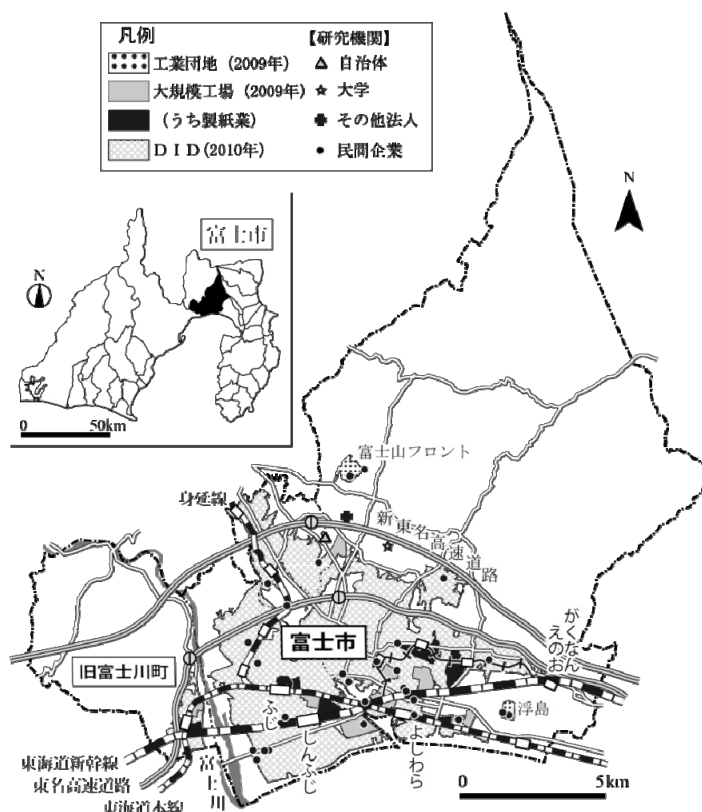 凡例
工業団地 (2009年)
大規模工場 (2009年)
(うち製紙業)
DID(2010年)
【研究機関】
自治体
大学
その他法人
民間企業
富士市
N
0 50km
N
富士山フロント
身延線
新東名高速道路
がくなん
えのお
富士市
旧富士川町
浮島
ふじ
しんふじ
よしわら
東海道新幹線
東名高速道路
東海道本線
富士川
0 5km